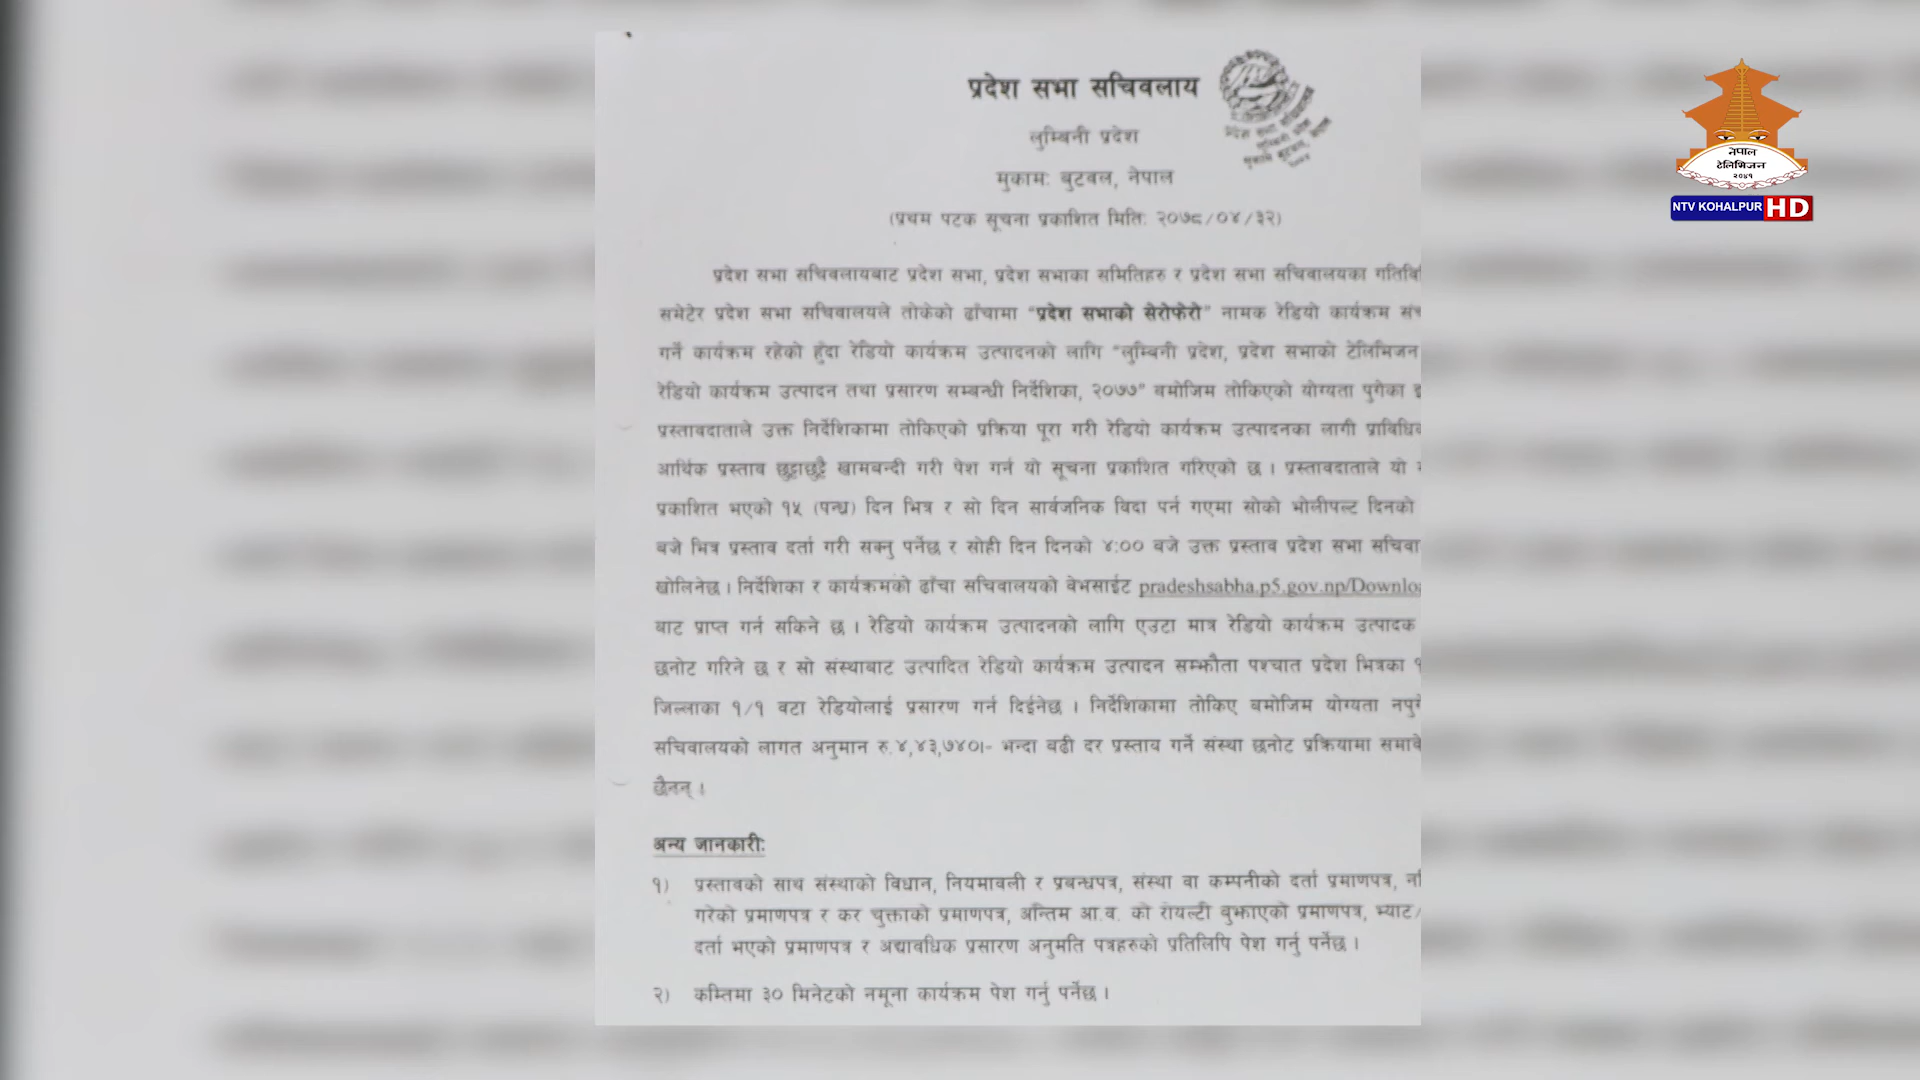 प्रदेश सभा सचिवलाय
लुम्बिनी प्रदेश
मुकाम: बुटवल, नेपाल
(प्रथम पटक सूचना प्रकाशित मिति: २०७८/०४/३२)
प्रदेश सभा सचिवलायबाट प्रदेश सभा, प्रदेश सभाका समितिहरु र प्रदेश सभा सचिवालयका
समेटेर प्रदेश सभा सचिवालयले तोकेको ढाँचामा "प्रदेश सभाको सेरोफेरो" नामक रेडियो कार्यक्रम
गर्ने कार्यक्रम रहेको हुँदा रेडियो कार्यक्रम उत्पादनको लागि "लुम्बिनी प्रदेश, प्रदेश सभाको टेलिभिजन
रेडियो कार्यक्रम उत्पादन तथा प्रसारण सम्बन्धी निर्देशिका, २०७७" बमोजिम तोकिएको योग्यता पुगेका
प्रस्तावदाताले उक्त निर्देशिकामा तोकिएको प्रक्रिया पूरा गरी रेडियो कार्यक्रम उत्पादनका लागी
आर्थिक प्रस्ताव छुट्टाछुट्टै खामबन्दी गरी पेश गर्न यो सूचना प्रकाशित गरिएको छ । प्रस्तावदाताले यो
प्रकाशित भएको १५ (पन्ध्र) दिन भित्र र सो दिन सार्वजनिक विदा पर्न गएमा सोको भोलीपल्ट दिनको
बजे भित्र प्रस्ताव दर्ता गरी सक्नु पर्नेछ र सोही दिन दिनको ४:०० बजे उक्त प्रस्ताव प्रदेश सभा
खोलिनेछ । निर्देशिका र कार्यक्रमको ढाँचा सचिवालयको वेभसाईट pradeshsabha.p5.gov.np/Downlo
बाट प्राप्त गर्न सकिने छ । रेडियो कार्यक्रम उत्पादनको लागि एउटा मात्र रेडियो कार्यक्रम उत्पादक
छनोट गरिने छ र सो संस्थाबाट उत्पादित रेडियो कार्यक्रम उत्पादन सम्झौता पश्चात प्रदेश भित्रका
जिल्लाका १/१ वटा रेडियोलाई प्रसारण गर्न दिईनेछ । निर्देशिकामा तोकिए बमोजिम योग्यता
सचिवालयको लागत अनुमान रु.४,४३,७४०।- भन्दा बढी दर प्रस्ताव गर्ने संस्था छनोट प्रक्रियामा
छैनन् ।
अन्य जानकारी:
१) प्रस्तावको साथ संस्थाको विधान, नियमावली र प्रबन्धपत्र, संस्था वा कम्पनीको दर्ता प्रमाणपत्र,
गरेको प्रमाणपत्र र कर चुक्ताको प्रमाणपत्र, अन्तिम आ.व. को रोयल्टी बुझाएको प्रमाणपत्र, भ्याट/
दर्ता भएको प्रमाणपत्र र अद्यावधिक प्रसारण अनुमति पत्रहरुको प्रतिलिपि पेश गर्नु पर्नेछ ।
२) कम्तिमा ३० मिनेटको नमूना कार्यक्रम पेश गर्नु पर्नेछ ।
नेपाल
टेलिभिजन
२०४१
NTV KOHALPUR HD